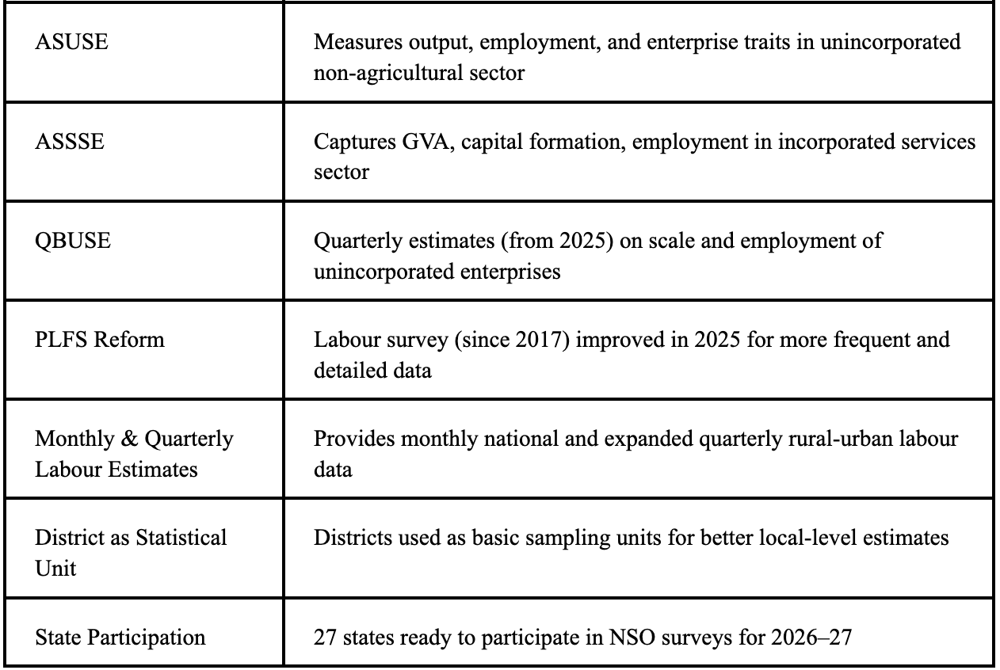 ASUSE
Measures output, employment, and enterprise traits in unincorporated
non-agricultural sector
ASSSE
Captures GVA, capital formation, employment in incorporated services
sector
QBUSE
Quarterly estimates (from 2025) on scale and employment of
unincorporated enterprises
PLFS Reform
Labour survey (since 2017) improved in 2025 for more frequent and
detailed data
Monthly & Quarterly
Labour Estimates
Provides monthly national and expanded quarterly rural-urban labour
data
District as Statistical
Unit
Districts used as basic sampling units for better local-level estimates
State Participation
27 states ready to participate in NSO surveys for 2026–27